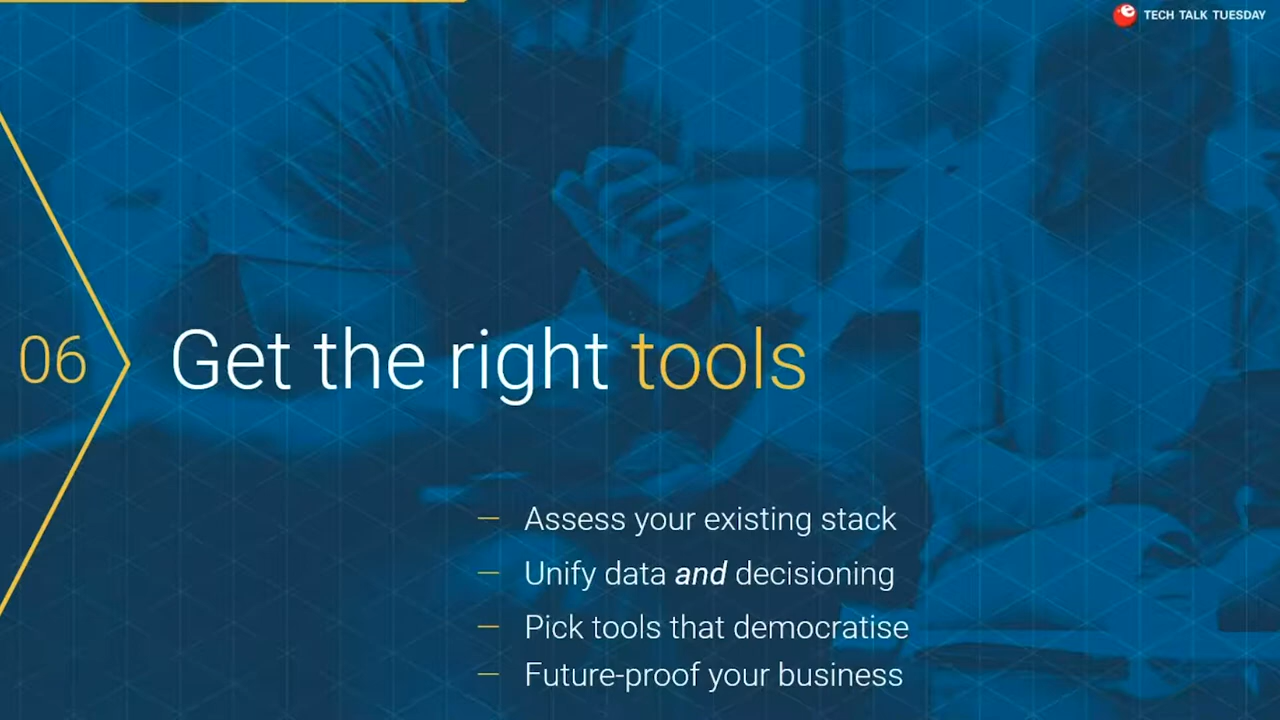 e TECH TALK TUESDAY
06
Get the right tools
— Assess your existing stack
— Unify data and decisioning
— Pick tools that democratise
— Future-proof your business